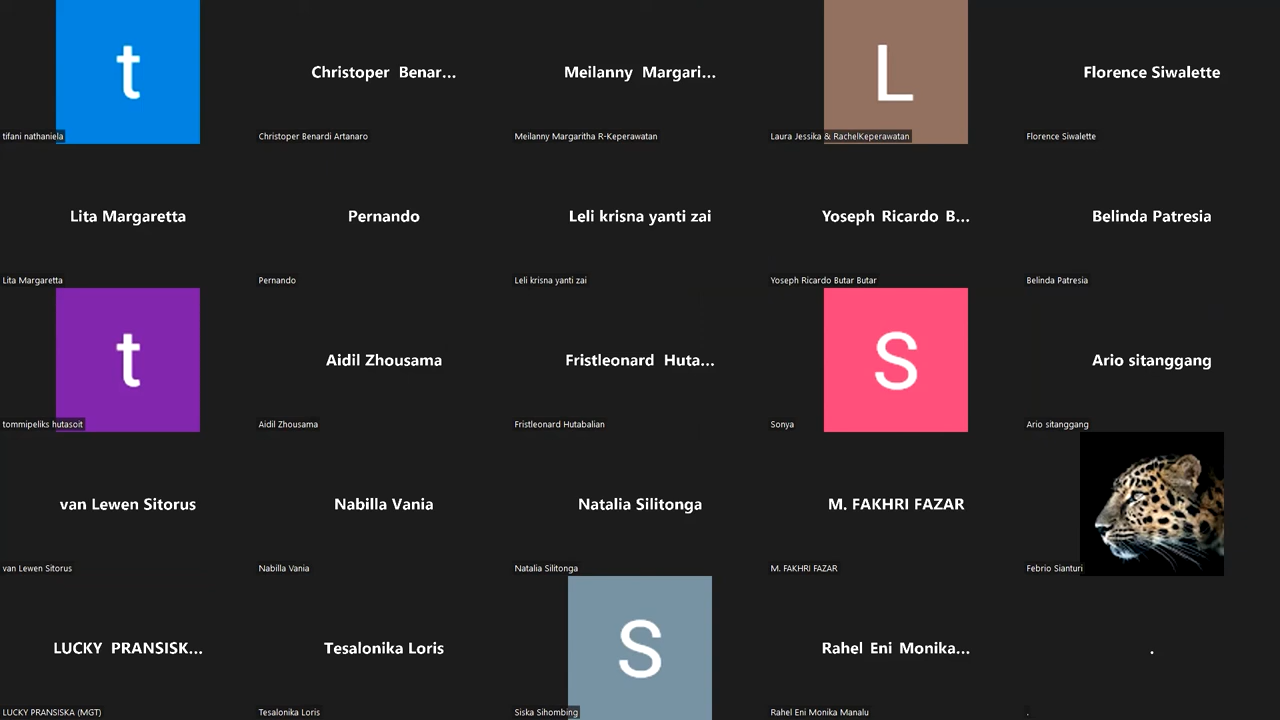 t
Christoper Benar...
Meilanny Margari...
L
Florence Siwalette
tifani nathaniela
Christoper Benardi Artanaro
Meilanny Margaritha R-Keperawatan
Laura Jessika & RachelKeperawatan
Florence Siwalette
Lita Margaretta
Pernando
Leli krisna yanti zai
Yoseph Ricardo B...
Belinda Patresia
Lita Margaretta
Pernando
Leli krisna yanti zai
Yoseph Ricardo Butar Butar
Belinda Patresia
t
Aidil Zhousama
Fristleonard Huta...
S
Ario sitanggang
tommipeliks hutasoit
Aidil Zhousama
Fristleonard Hutabalian
Sonya
Ario sitanggang
van Lewen Sitorus
Nabilla Vania
Natalia Silitonga
M. FAKHRI FAZAR
van Lewen Sitorus
Nabilla Vania
Natalia Silitonga
M. FAKHRI FAZAR
Febrio Sianturi
LUCKY PRANSISK...
Tesalonika Loris
S
Rahel Eni Monika...
.
LUCKY PRANSISKA (MGT)
Tesalonika Loris
Siska Sihombing
Rahel Eni Monika Manalu
.